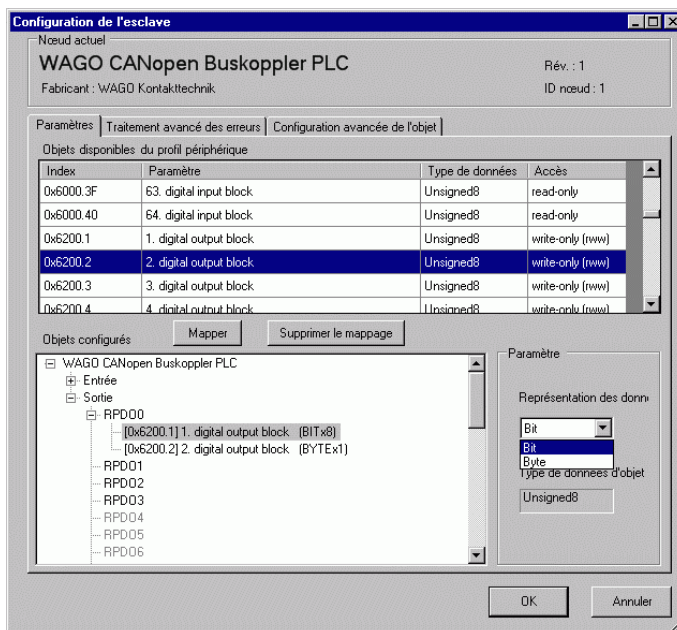 Configuration de l'esclave
Nœud actuel
WAGO CANopen Buskoppler PLC
Rév. : 1
Fabricant : WAGO Kontakttechnik
ID nœud : 1
Paramètres Traitement avancé des erreurs Configuration avancée de l'objet
Objets disponibles du profil périphérique
Index Paramètre Type de données Accès
0x6000.3F 63. digital input block Unsigned8 read-only
0x6000.40 64. digital input block Unsigned8 read-only
0x6200.1 1. digital output block Unsigned8 write-only (rww)
0x6200.2 2. digital output block Unsigned8 write-only (rww)
0x6200.3 3. digital output block Unsigned8 write-only (rww)
0x6200.4 4. digital output block Unsigned8 write-only (rww)
Objets configurés
Mapper
Supprimer le mappage
WAGO CANopen Buskoppler PLC
Entrée
Sortie
RPDO0
[0x6200.1] 1. digital output block (BITx8)
[0x6200.2] 2. digital output block (BYTEx1)
RPDO1
RPDO2
RPDO3
RPDO4
RPDO5
RPDO6
Paramètre
Représentation des donn
Bit
Bit
Byte
Type de données d'objet
Unsigned8
OK
Annuler